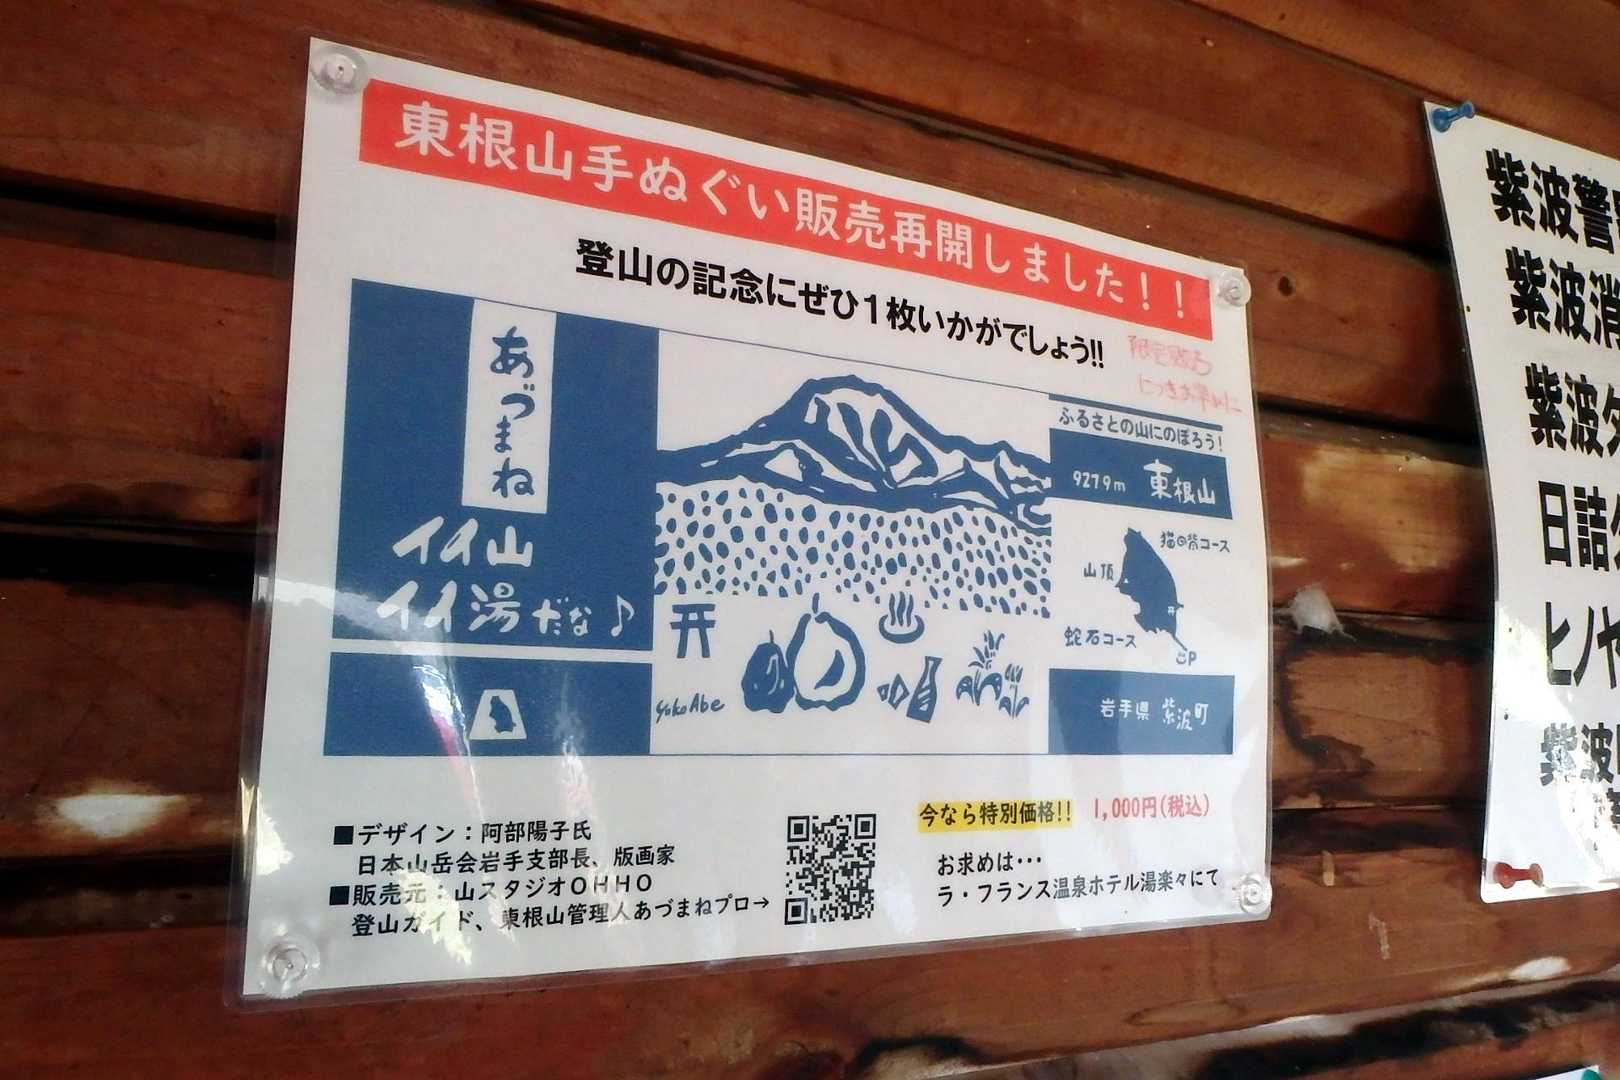 東根山手ぬぐい販売再開しました！！
登山の記念にぜひ1枚いかがでしょう!!
限定販売
につきお早めに
あづまね
イイ山
イイ湯だな♪
Yoko Abe
ふるさとの山にのぼろう!
927.9m 東根山
猫の背コース
山頂
蛇石コース
P
岩手県 紫波町
■デザイン：阿部陽子氏
日本山岳会岩手支部長、版画家
■販売元：山スタジオOHHO
登山ガイド、東根山管理人あづまねプロ→
今なら特別価格!! 1,000円(税込)
お求めは・・・
ラ・フランス温泉ホテル湯楽々にて
紫波警
紫波消
紫波
日詰
ヒノヤ
紫波